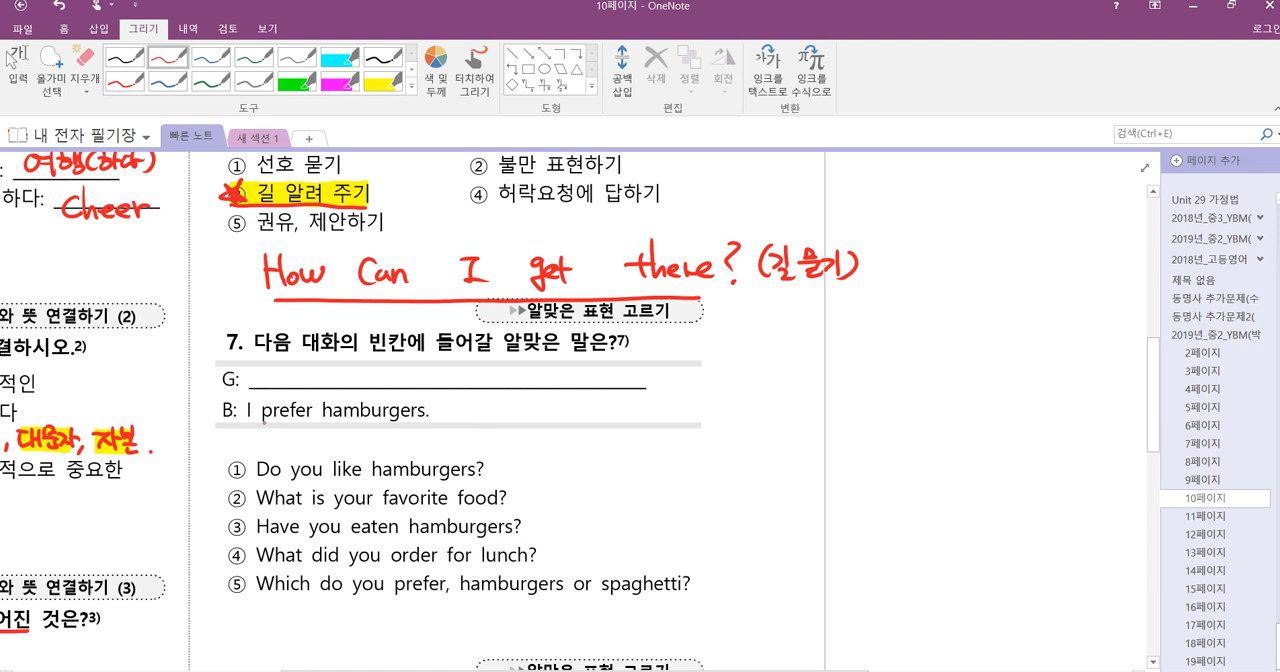 10페이지 - OneNote
?
파일 홈 삽입 그리기 내역 검토 보기
로그인
입력 올가미 선택 지우개
색 및 두께 터치하여 그리기
공백 삽입 삭제 정렬 회전
잉크를 텍스트로 잉크를 수식으로
도구 도형 편집 변환
내 전자 필기장 빠른 노트 새 섹션 1 +
검색(Ctrl+E)
페이지 추가
: 여행(하다)
하다: Cheer
와 뜻 연결하기 (2)
결하시오.2)
적인
다
, 대문자, 자본.
적으로 중요한
와 뜻 연결하기 (3)
어진 것은?3)
① 선호 묻기 ② 불만 표현하기
길 알려 주기 ④ 허락요청에 답하기
⑤ 권유, 제안하기
How can I get there? (길 묻기)
▶▶알맞은 표현 고르기
7. 다음 대화의 빈칸에 들어갈 알맞은 말은?7)
G:
B: I prefer hamburgers.
① Do you like hamburgers?
② What is your favorite food?
③ Have you eaten hamburgers?
④ What did you order for lunch?
⑤ Which do you prefer, hamburgers or spaghetti?
▶▶알맞은 표현 고르기
Unit 29 가정법
2018년_중3_YBM(
2019년_중2_YBM(
2018년_고등영어
제목 없음
동명사 추가문제(수
동명사 추가문제2(
2019년_중2_YBM(박
2페이지
3페이지
4페이지
5페이지
6페이지
7페이지
8페이지
9페이지
10페이지
11페이지
12페이지
13페이지
14페이지
15페이지
16페이지
17페이지
18페이지
19페이지